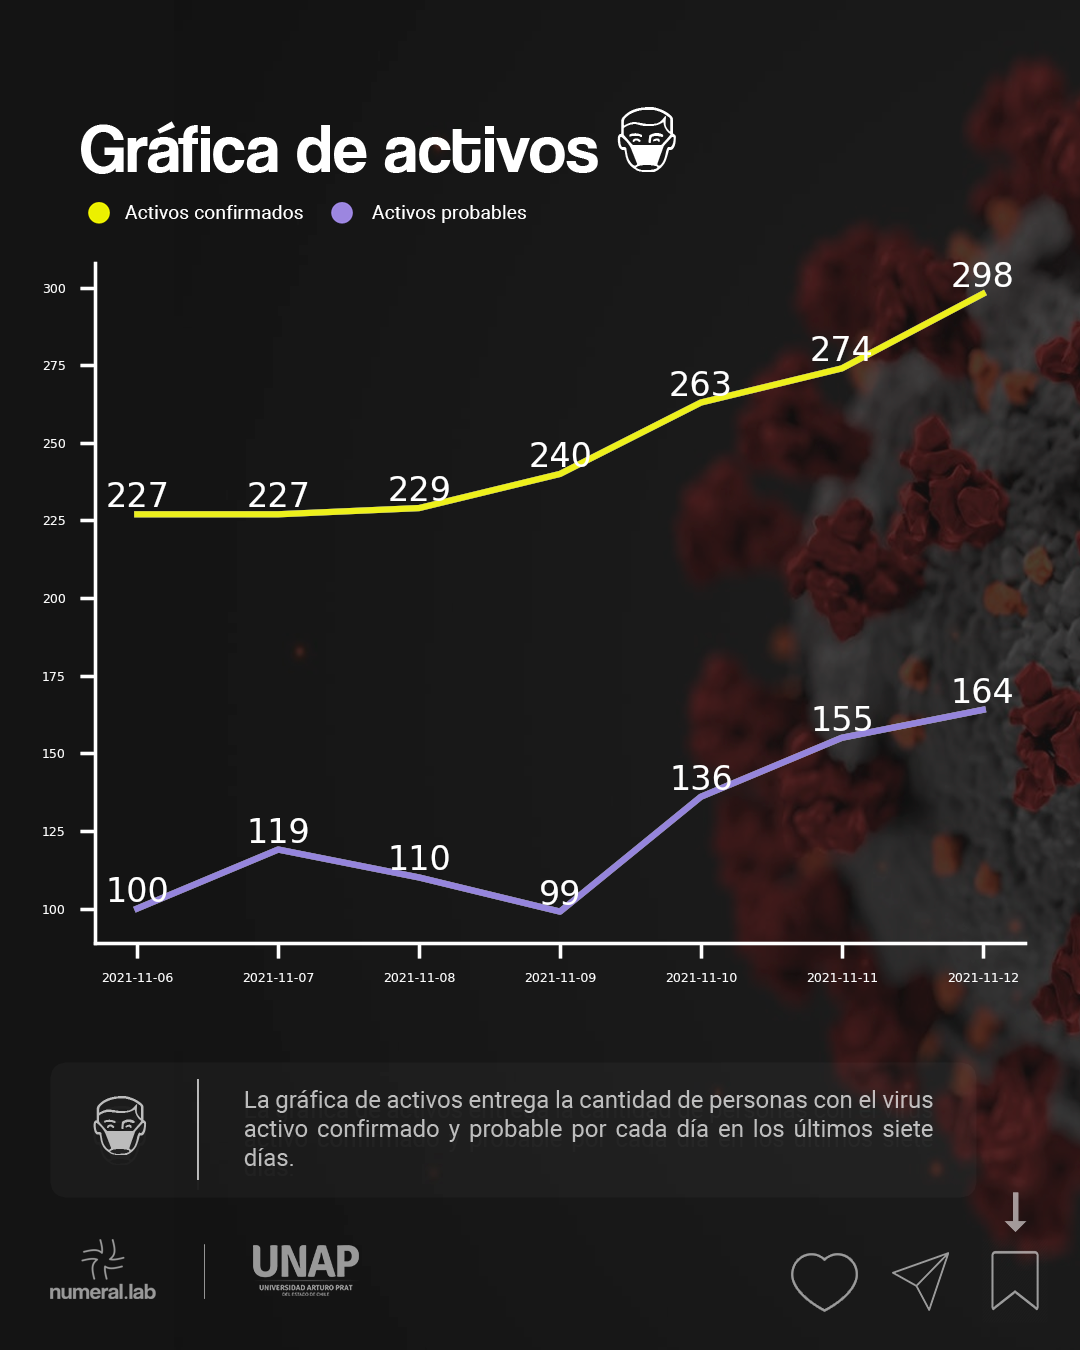 Gráfica de activos
Activos confirmados Activos probables
300
275
250
225
200
175
150
125
100
227 227 229 240 263 274 298
100 119 110 99 136 155 164
2021-11-06 2021-11-07 2021-11-08 2021-11-09 2021-11-10 2021-11-11 2021-11-12
La gráfica de activos entrega la cantidad de personas con el virus
activo confirmado y probable por cada día en los últimos siete
días.
numeral.lab
UNAP
UNIVERSIDAD ARTURO PRAT
DEL ESTADO DE CHILE